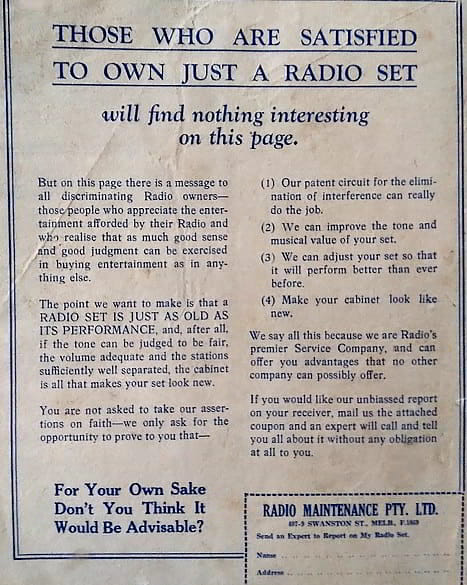 THOSE WHO ARE SATISFIED
TO OWN JUST A RADIO SET
will find nothing interesting
on this page.
But on this page there is a message to
all discriminating Radio owners—
those people who appreciate the enter-
tainment afforded by their Radio and
who realise that as much good sense
and good judgment can be exercised
in buying entertainment as in any-
thing else.
The point we want to make is that a
RADIO SET IS JUST AS OLD AS
ITS PERFORMANCE, and, after all,
if the tone can be judged to be fair,
the volume adequate and the stations
sufficiently well separated, the cabinet
is all that makes your set look new.
You are not asked to take our asser-
tions on faith—we only ask for the
opportunity to prove to you that—
(1) Our patent circuit for the elimi-
nation of interference can really
do the job.
(2) We can improve the tone and
musical value of your set.
(3) We can adjust your set so that
it will perform better than ever
before.
(4) Make your cabinet look like
new.
We say all this because we are Radio's
premier Service Company, and can
offer you advantages that no other
company can possibly offer.
If you would like our unbiassed report
on your receiver, mail us the attached
coupon and an expert will call and tell
you all about it without any obligation
at all to you.
For Your Own Sake
Don't You Think It
Would Be Advisable?
RADIO MAINTENANCE PTY. LTD.
SWANSTON ST., MELB.,
Send an Expert to Report on My Radio Set.
Name
Address